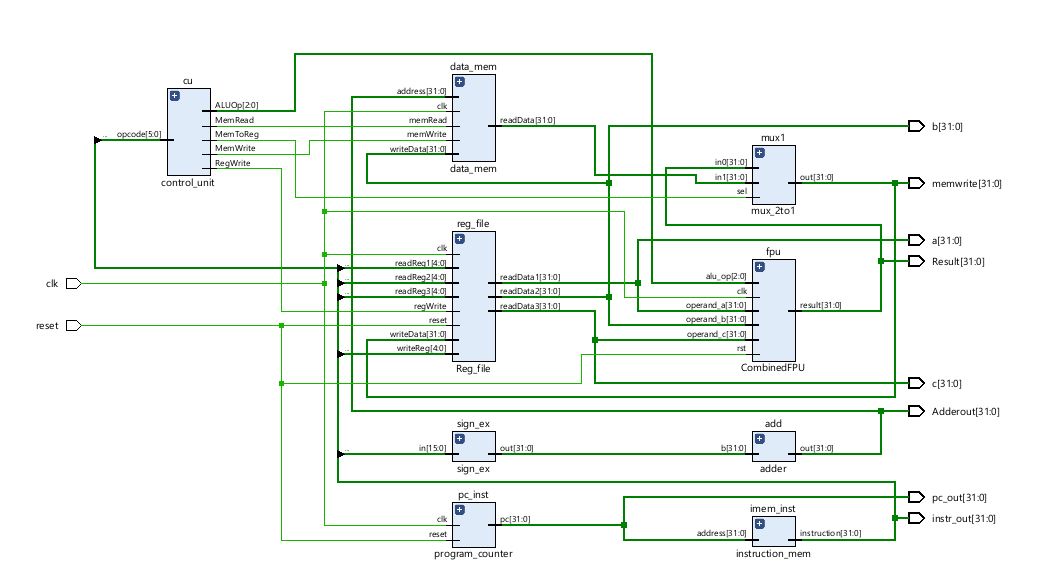 cu
opcode[5:0]
ALUOp[2:0]
MemRead
MemToReg
MemWrite
RegWrite
control_unit
data_mem
address[31:0]
clk
memRead
memWrite
writeData[31:0]
readData[31:0]
data_mem
mux1
in0[31:0]
in1[31:0]
sel
out[31:0]
mux_2to1
b[31:0]
memwrite[31:0]
a[31:0]
Result[31:0]
reg_file
clk
readReg1[4:0]
readReg2[4:0]
readReg3[4:0]
regWrite
reset
writeData[31:0]
writeReg[4:0]
readData1[31:0]
readData2[31:0]
readData3[31:0]
Reg_file
fpu
alu_op[2:0]
clk
operand_a[31:0]
operand_b[31:0]
operand_c[31:0]
rst
result[31:0]
CombinedFPU
clk
reset
c[31:0]
Adderout[31:0]
sign_ex
in[15:0]
out[31:0]
sign_ex
add
b[31:0]
out[31:0]
adder
pc_inst
clk
reset
pc[31:0]
program_counter
imem_inst
address[31:0]
instruction[31:0]
instruction_mem
pc_out[31:0]
instr_out[31:0]